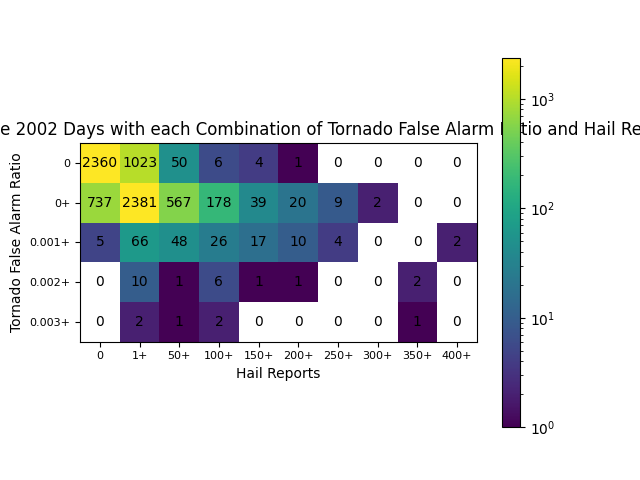 e 2002 Days with each Combination of Tornado False Alarm Ratio and Hail Re
Tornado False Alarm Ratio
0 2360 1023 50 6 4 1 0 0 0 0
0+ 737 2381 567 178 39 20 9 2 0 0
0.001+ 5 66 48 26 17 10 4 0 0 2
0.002+ 0 10 1 6 1 1 0 0 2 0
0.003+ 0 2 1 2 0 0 0 0 1 0
0 1+ 50+ 100+ 150+ 200+ 250+ 300+ 350+ 400+
Hail Reports
10³
10²
10¹
10⁰